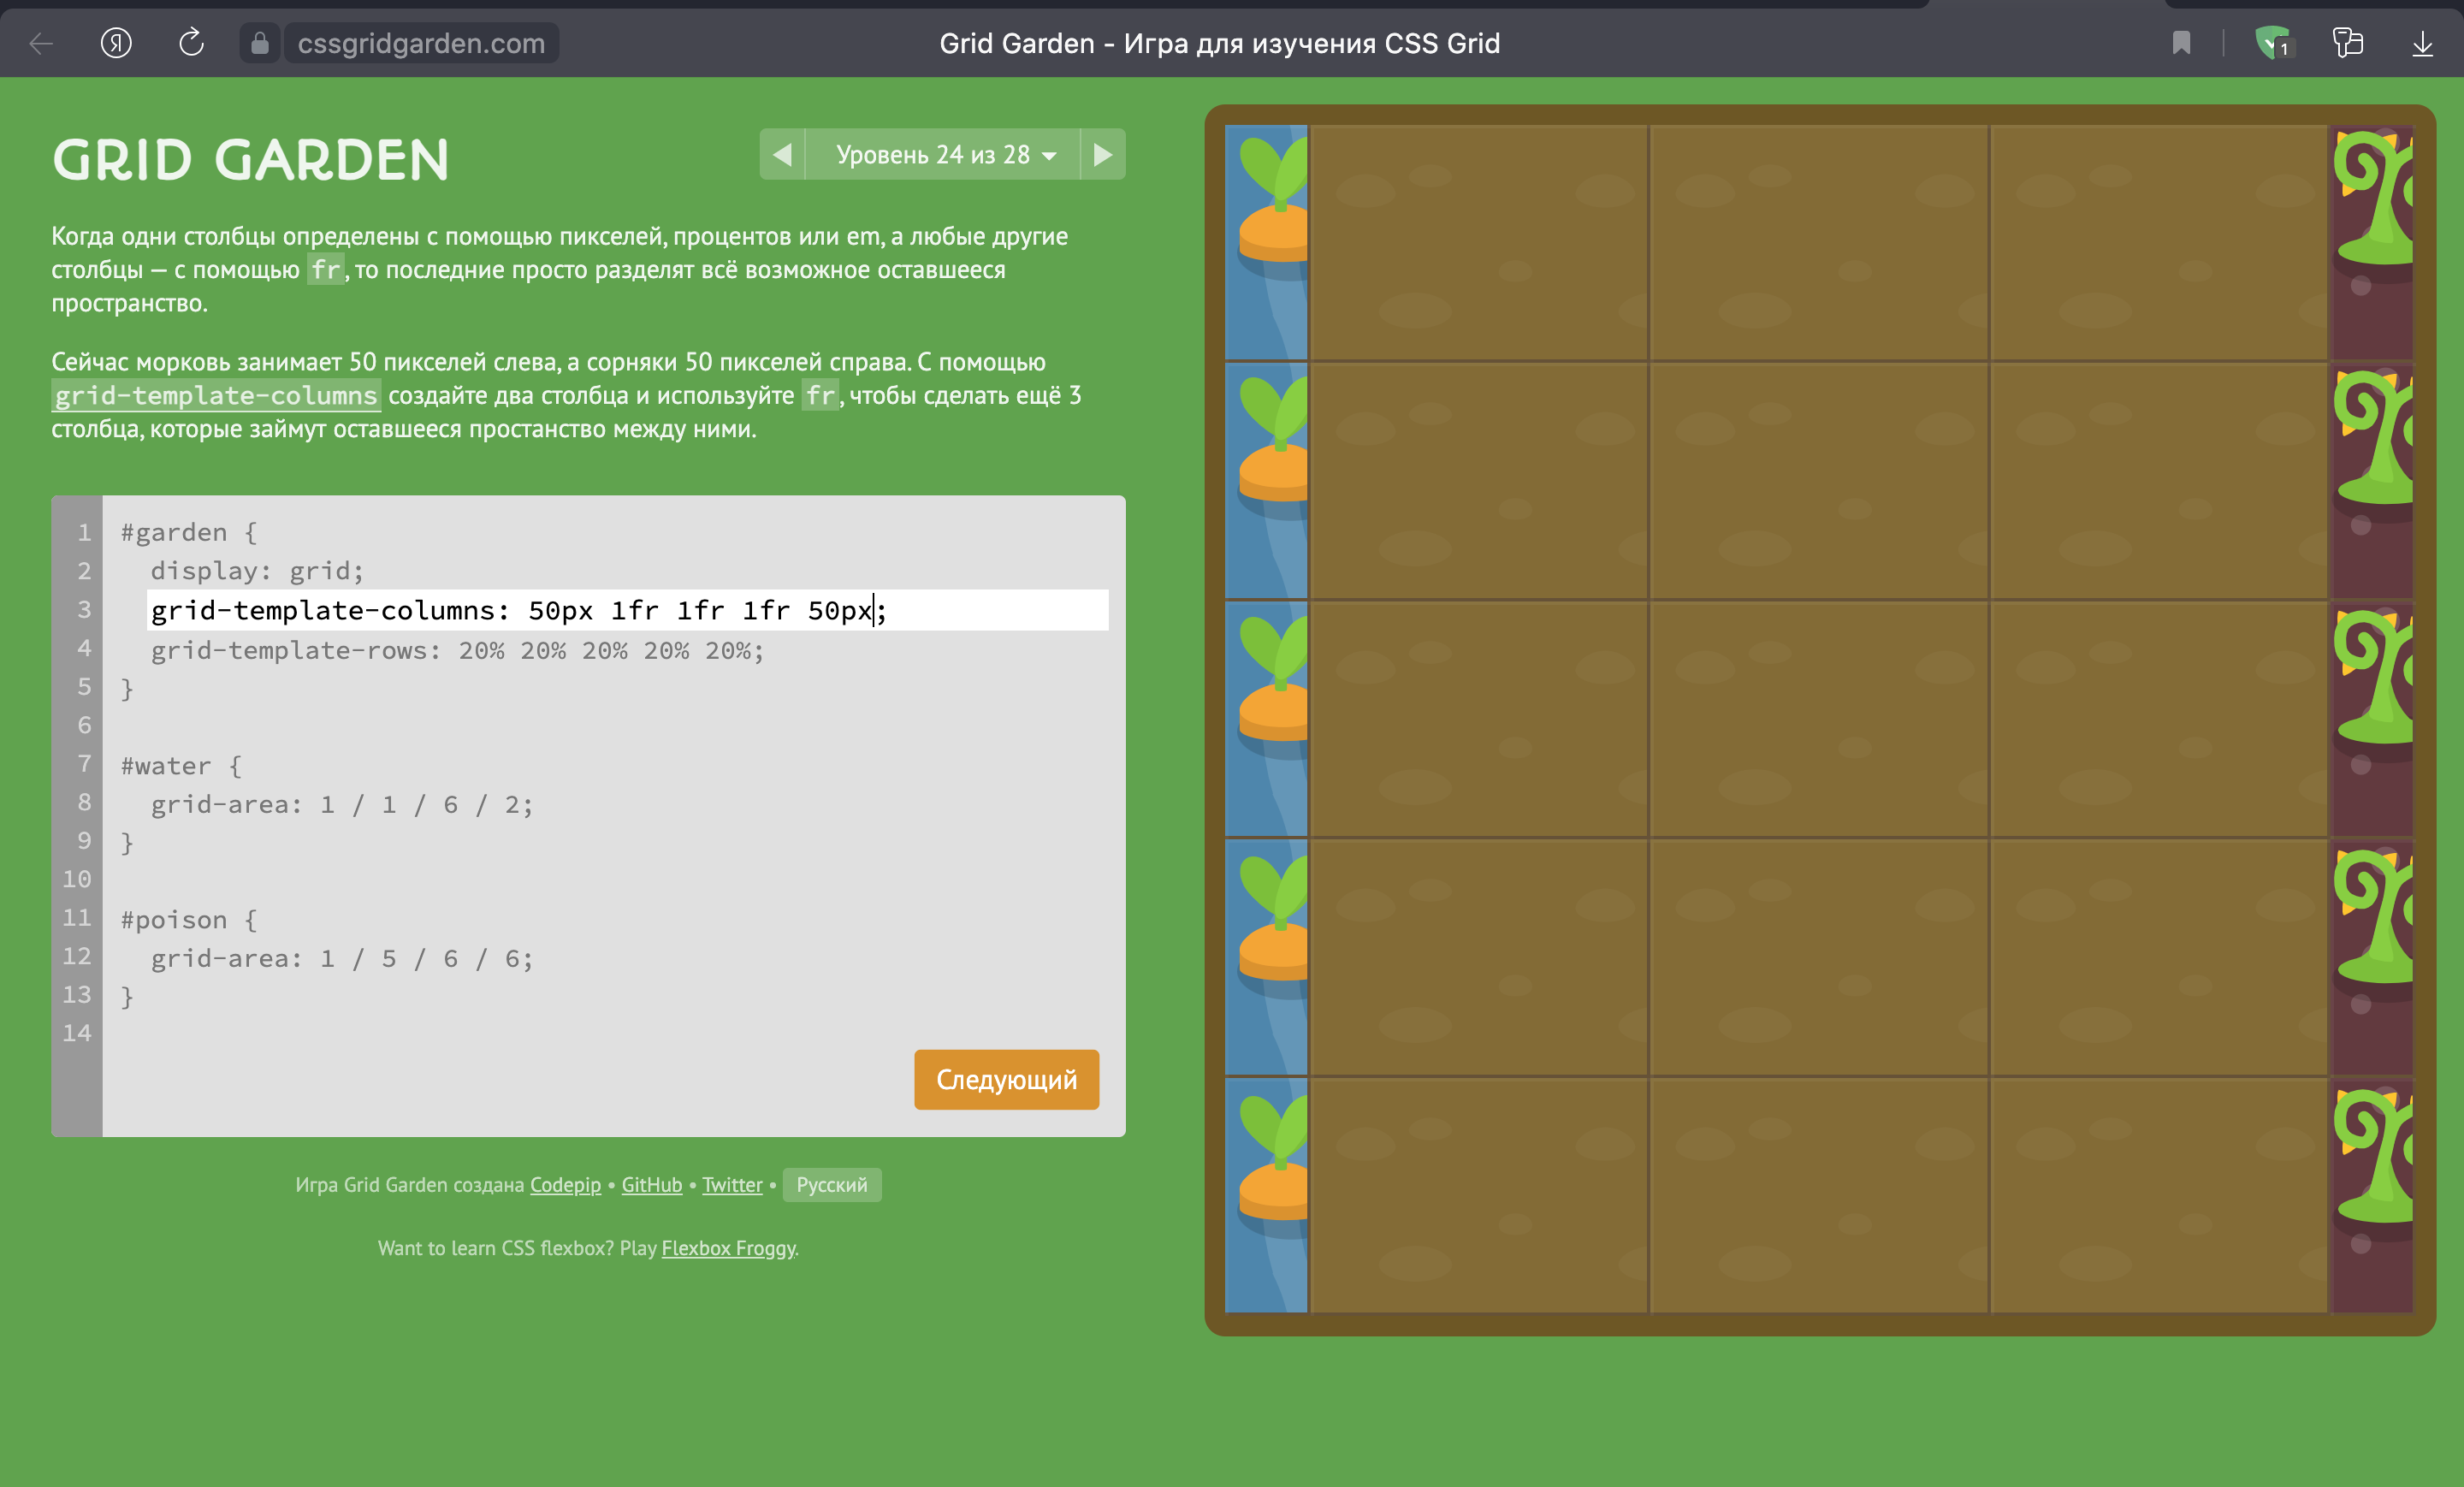 cssgridgarden.com
Grid Garden - Игра для изучения CSS Grid
1
GRID GARDEN
Уровень 24 из 28
Когда одни столбцы определены с помощью пикселей, процентов или em, а любые другие
столбцы — с помощью fr, то последние просто разделят всё возможное оставшееся
пространство.
Сейчас морковь занимает 50 пикселей слева, а сорняки 50 пикселей справа. С помощью
grid-template-columns создайте два столбца и используйте fr, чтобы сделать ещё 3
столбца, которые займут оставшееся простанство между ними.
1 #garden {
2 display: grid;
3 grid-template-columns: 50px 1fr 1fr 1fr 50px;
4 grid-template-rows: 20% 20% 20% 20% 20%;
5 }
6
7 #water {
8 grid-area: 1 / 1 / 6 / 2;
9 }
10
11 #poison {
12 grid-area: 1 / 5 / 6 / 6;
13 }
14
Следующий
Игра Grid Garden создана Codepip • GitHub • Twitter • Русский
Want to learn CSS flexbox? Play Flexbox Froggy.